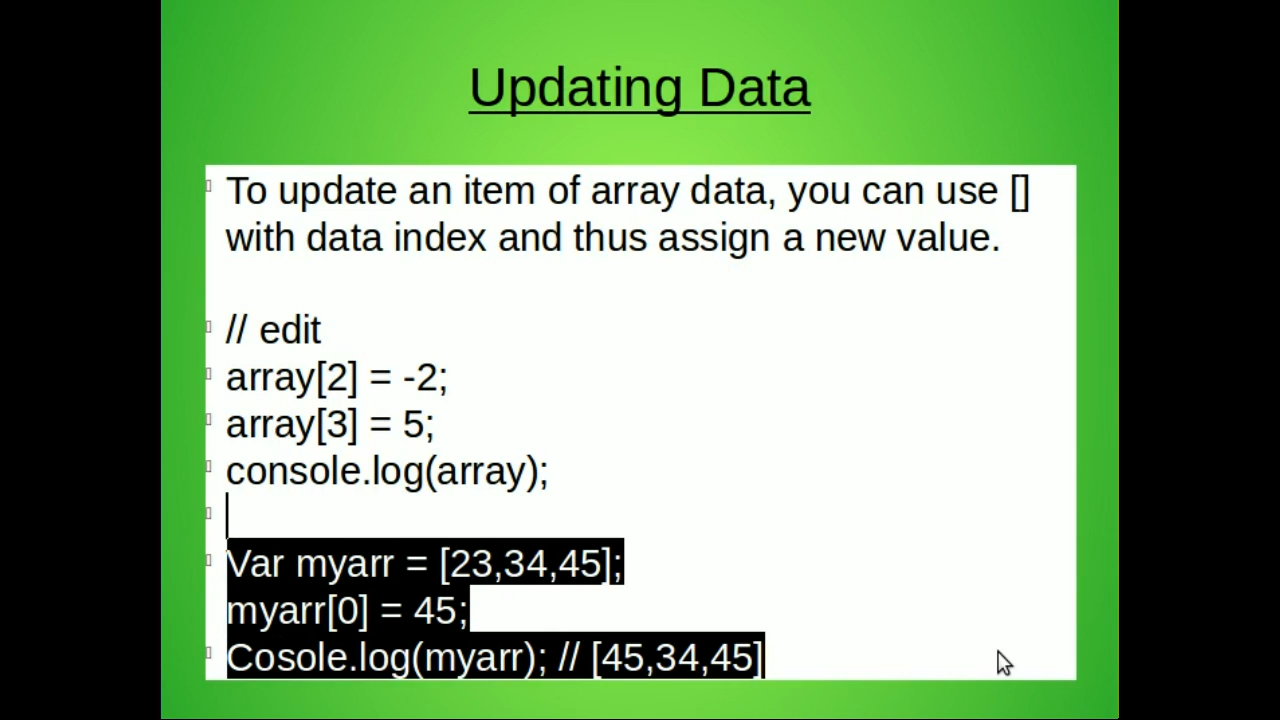 Updating Data
To update an item of array data, you can use []
with data index and thus assign a new value.
// edit
array[2] = -2;
array[3] = 5;
console.log(array);
Var myarr = [23,34,45];
myarr[0] = 45;
Cosole.log(myarr); // [45,34,45]